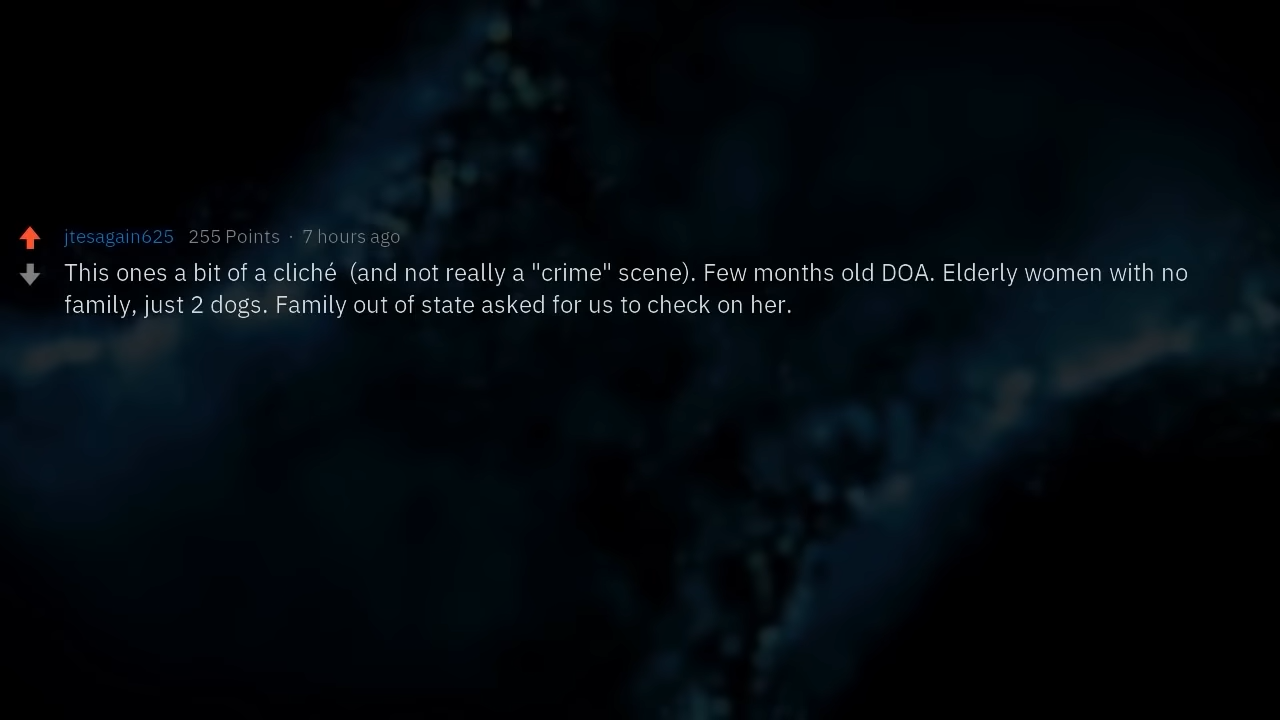 jtesagain625 255 Points · 7 hours ago
This ones a bit of a cliché  (and not really a "crime" scene). Few months old DOA. Elderly women with no
family, just 2 dogs. Family out of state asked for us to check on her.